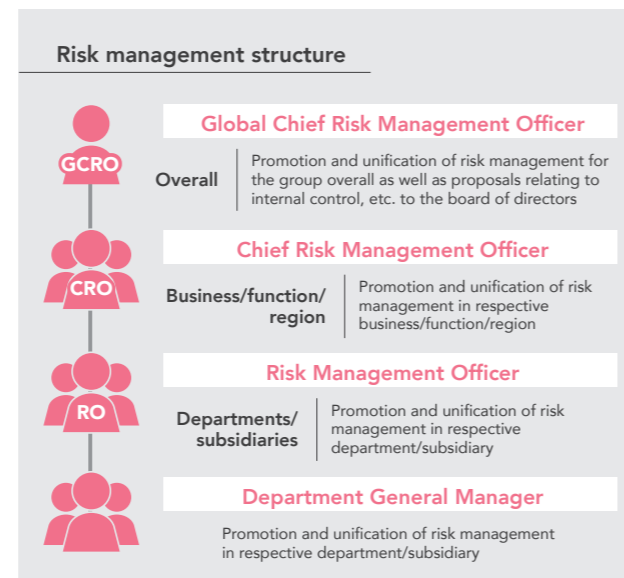 Risk management structure
Global Chief Risk Management Officer
GCRO
Overall
Promotion and unification of risk management for
the group overall as well as proposals relating to
internal control, etc. to the board of directors
Chief Risk Management Officer
CRO
Business/function/
region
Promotion and unification of risk
management in respective
business/function/region
Risk Management Officer
RO
Departments/
subsidiaries
Promotion and unification of risk
management in respective
department/subsidiary
Department General Manager
Promotion and unification of risk management
in respective department/subsidiary